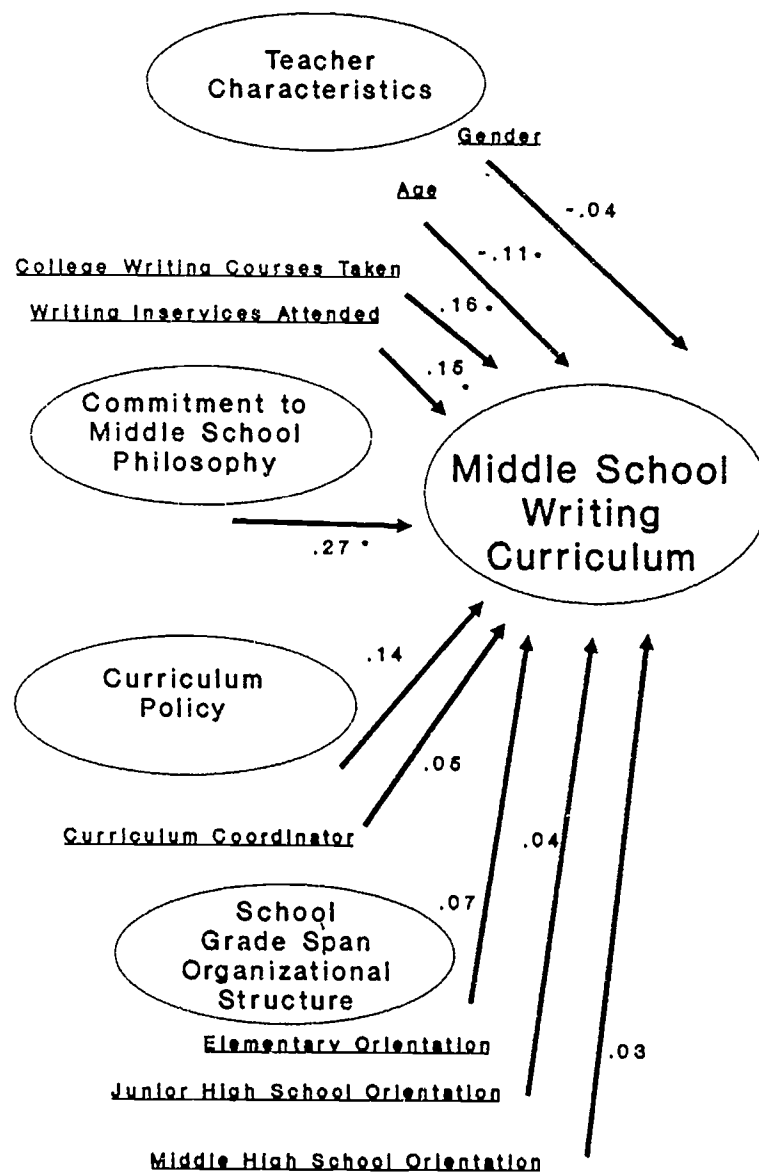 Teacher
Characteristics
Gender
-.04
Age
-.11*
College Writing Courses Taken
.16*
Writing Inservices Attended
.15*
Commitment to
Middle School
Philosophy
Middle School
Writing
Curriculum
.27*
.14
Curriculum
Policy
.05
Curriculum Coordinator
.04
.07
School
Grade Span
Organizational
Structure
Elementary Orientation
.03
Junior High School Orientation
Middle High School Orientation